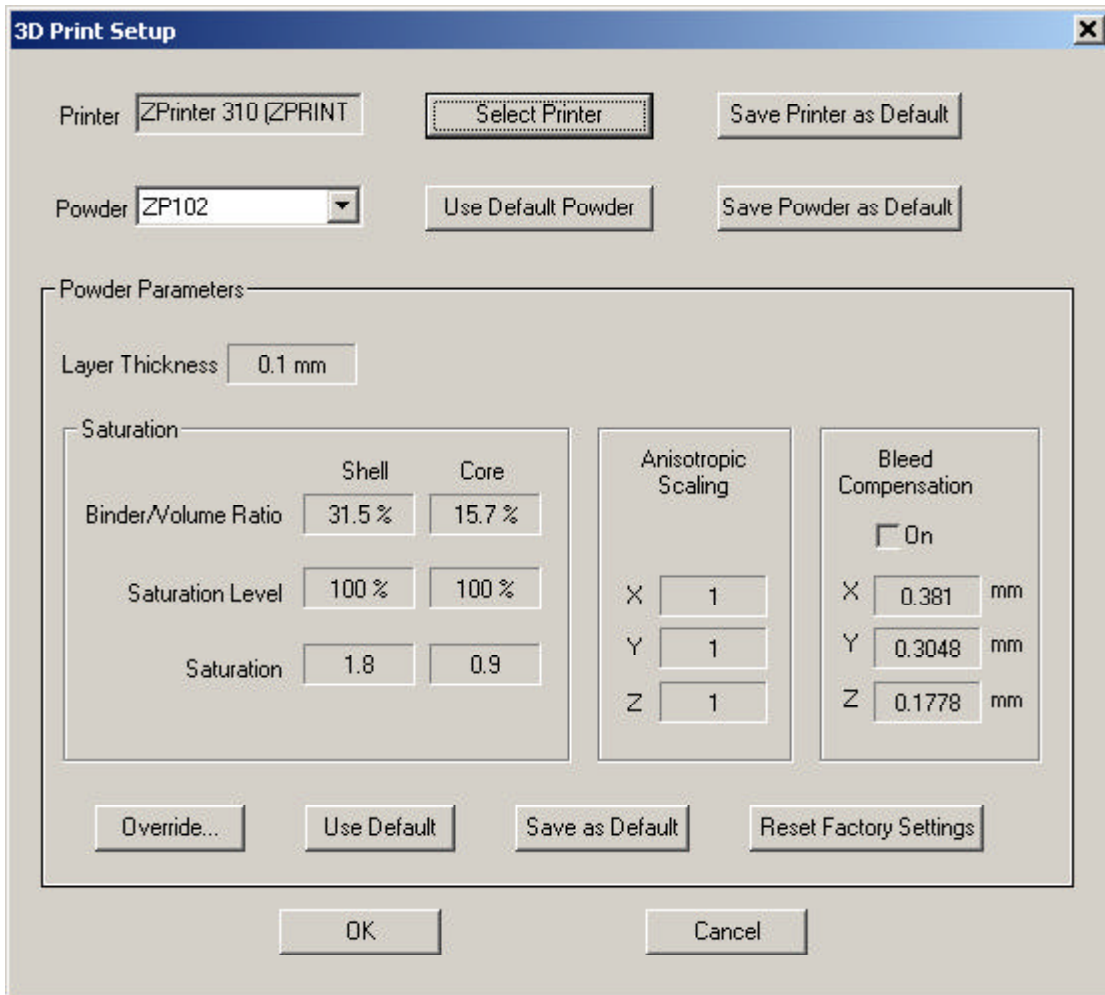 3D Print Setup
Printer ZPrinter 310 (ZPRINT Select Printer Save Printer as Default
Powder ZP102 Use Default Powder Save Powder as Default
Powder Parameters
Layer Thickness 0.1 mm
Saturation
Shell Core
Binder/Volume Ratio 31.5 % 15.7 %
Saturation Level 100 % 100 %
Saturation 1.8 0.9
Anisotropic
Scaling
X 1
Y 1
Z 1
Bleed
Compensation
On
X 0.381 mm
Y 0.3048 mm
Z 0.1778 mm
Override... Use Default Save as Default Reset Factory Settings
OK Cancel